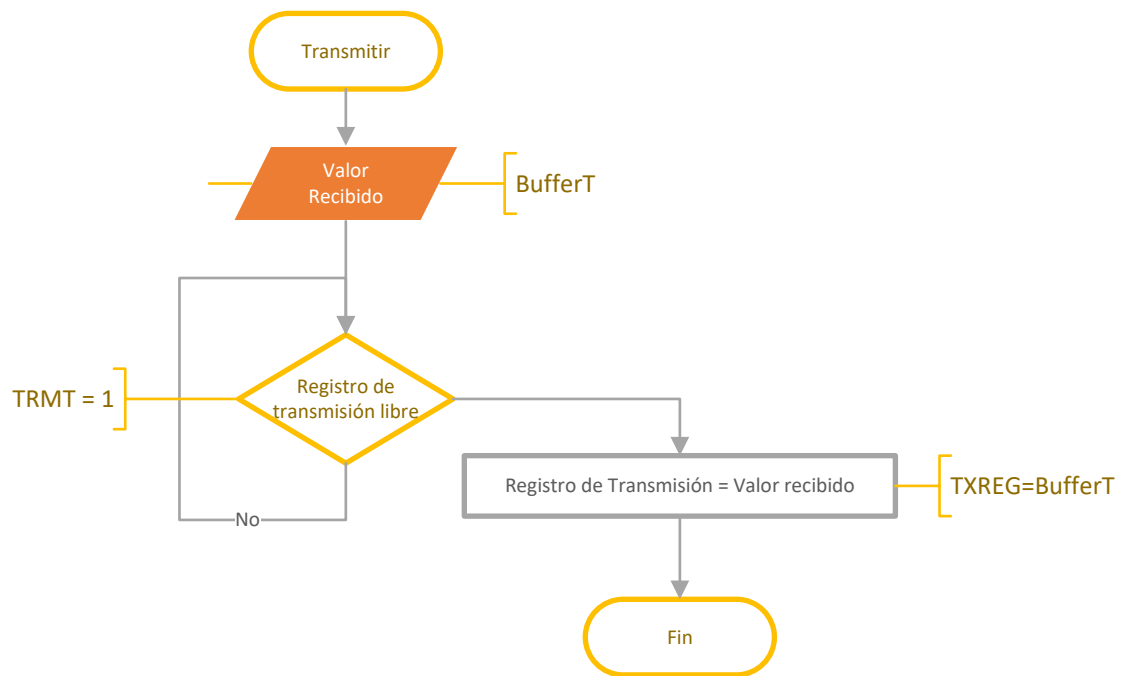 Transmitir
Valor
Recibido
BufferT
TRMT = 1
Registro de
transmisión libre
Registro de Transmisión = Valor recibido
TXREG=BufferT
No
Fin